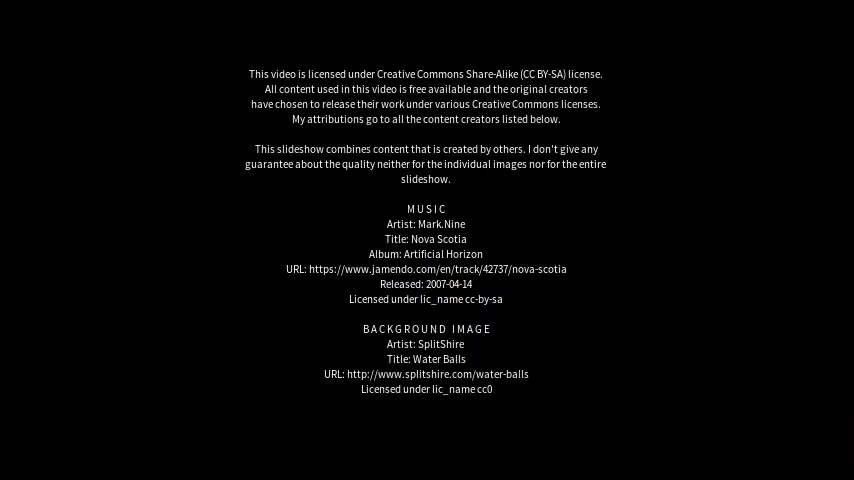 This video is licensed under Creative Commons Share-Alike (CC BY-SA) license.
All content used in this video is free available and the original creators
have chosen to release their work under various Creative Commons licenses.
My attributions go to all the content creators listed below.
This slideshow combines content that is created by others. I don't give any
guarantee about the quality neither for the individual images nor for the entire
slideshow.
MUSIC
Artist: Mark.Nine
Title: Nova Scotia
Album: Artificial Horizon
URL: https://www.jamendo.com/en/track/42737/nova-scotia
Released: 2007-04-14
Licensed under lic_name cc-by-sa
BACKGROUND IMAGE
Artist: SplitShire
Title: Water Balls
URL: http://www.splitshire.com/water-balls
Licensed under lic_name cc0